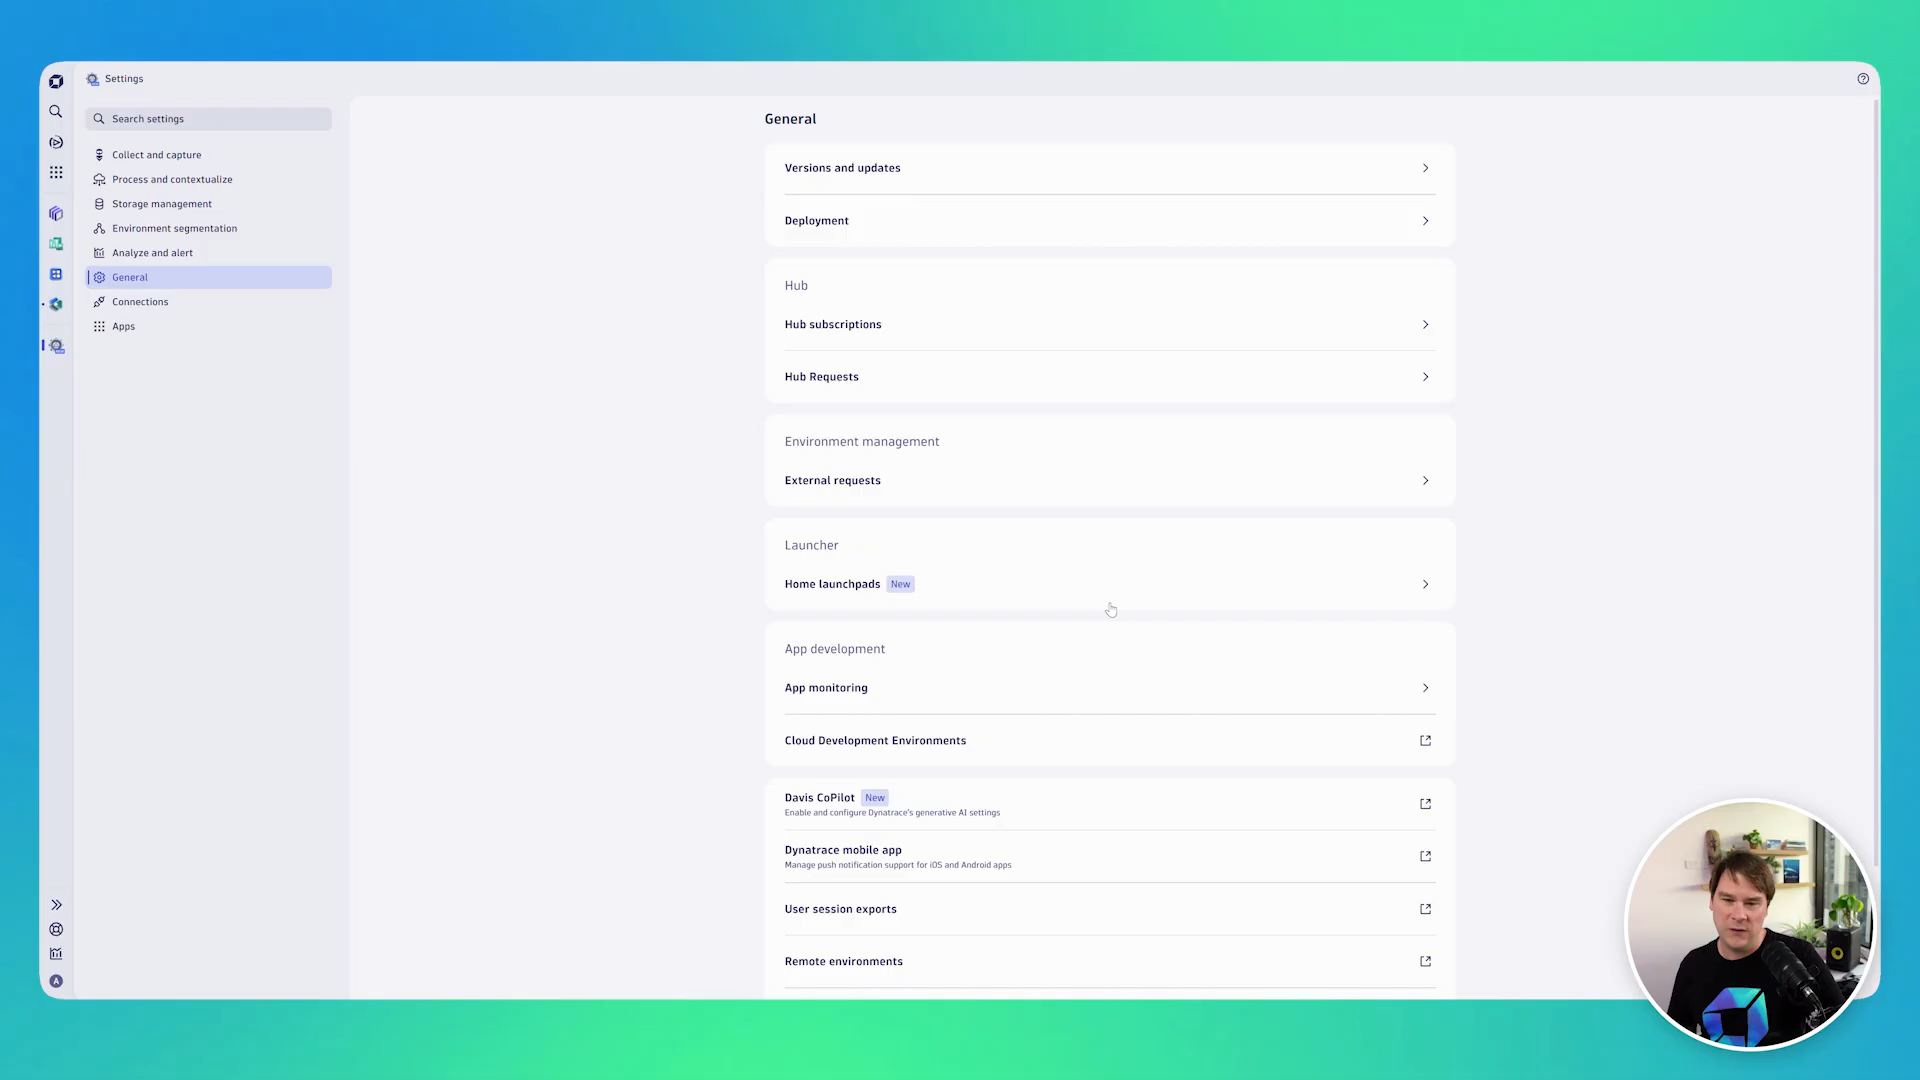 Settings
Search settings
Collect and capture
Process and contextualize
Storage management
Environment segmentation
Analyze and alert
General
Connections
Apps
A
General
Versions and updates
Deployment
Hub
Hub subscriptions
Hub Requests
Environment management
External requests
Launcher
Home launchpads New
App development
App monitoring
Cloud Development Environments
Davis CoPilot New
Enable and configure Dynatrace's generative AI settings
Dynatrace mobile app
Manage push notification support for iOS and Android apps
User session exports
Remote environments